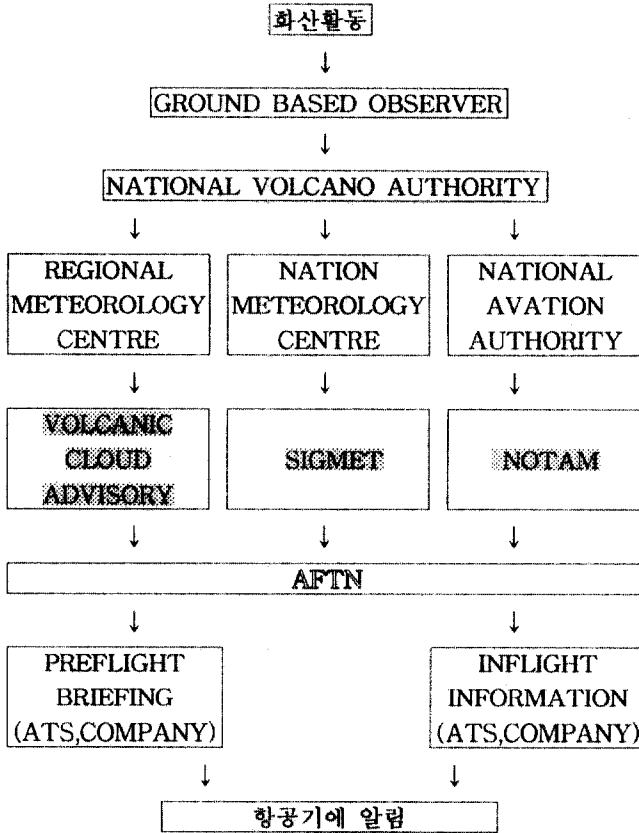 화산활동
↓
GROUND BASED OBSERVER
↓
NATIONAL VOLCANO AUTHORITY
↓ ↓ ↓
REGIONAL
METEOROLOGY
CENTRE
NATION
METEOROLOGY
CENTRE
NATIONAL
AVATION
AUTHORITY
↓ ↓ ↓
VOLCANIC
CLOUD
ADVISORY
SIGMET
NOTAM
↓ ↓ ↓
AFTN
↓ ↓
PREFLIGHT
BRIEFING
(ATS,COMPANY)
INFLIGHT
INFORMATION
(ATS,COMPANY)
↓ ↓
항공기에 알림